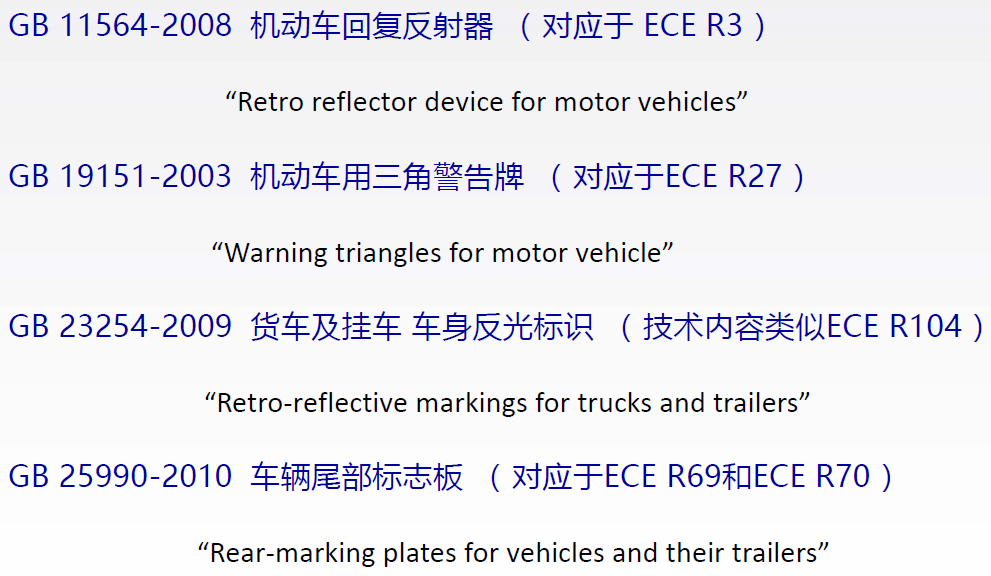 GB 11564-2008 机动车回复反射器 （ 对应于 ECE R3 ）
“Retro reflector device for motor vehicles”
GB 19151-2003 机动车用三角警告牌 （ 对应于ECE R27 ）
“Warning triangles for motor vehicle”
GB 23254-2009 货车及挂车 车身反光标识 （ 技术内容类似ECE R104 ）
“Retro-reflective markings for trucks and trailers”
GB 25990-2010 车辆尾部标志板 （ 对应于ECE R69和ECE R70 ）
“Rear-marking plates for vehicles and their trailers”